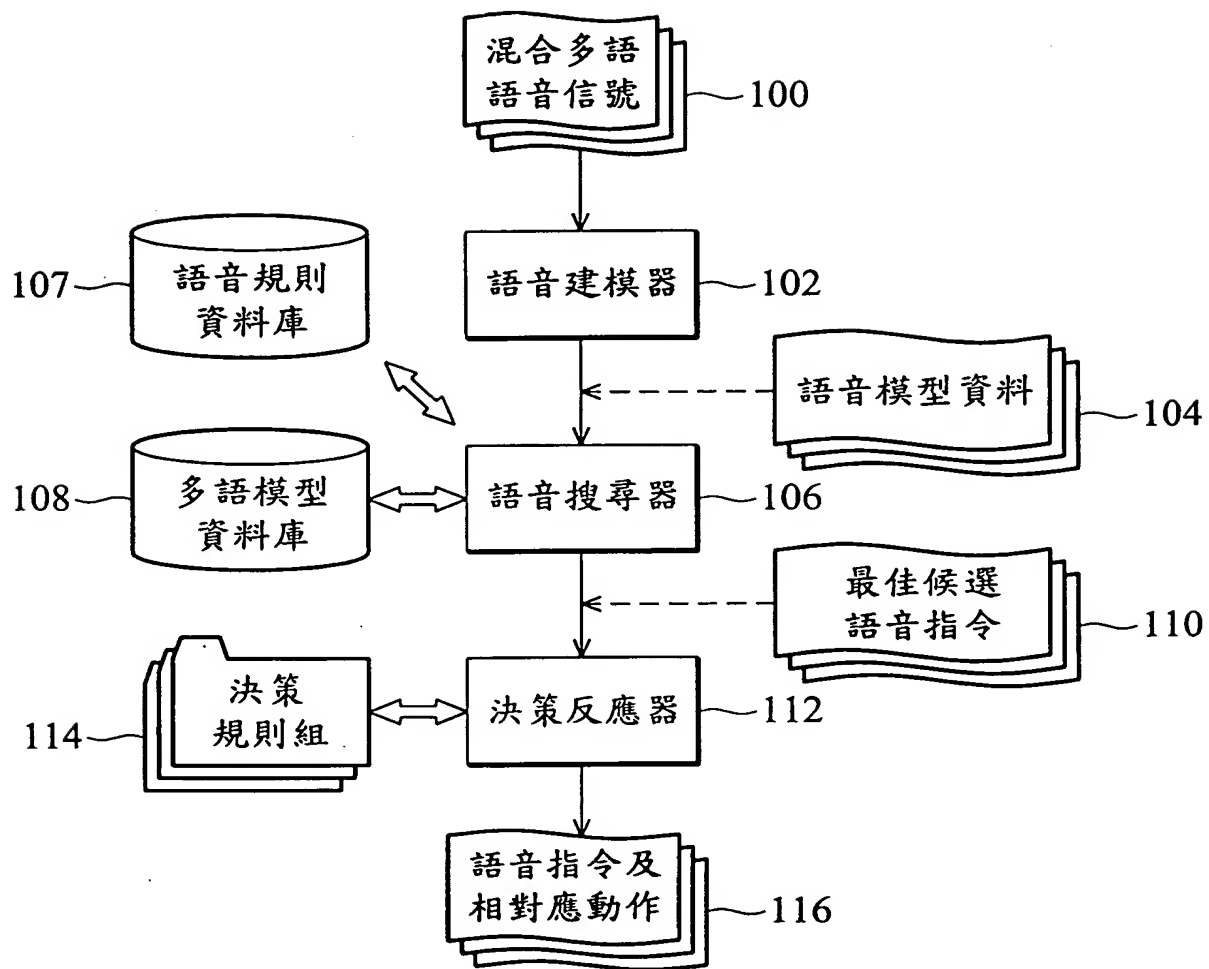 混合多語
語音信號
100
語音規則
資料庫
107
語音建模器
102
語音模型資料
104
多語模型
資料庫
108
語音搜尋器
106
最佳候選
語音指令
110
決策
規則組
114
決策反應器
112
語音指令及
相對應動作
116